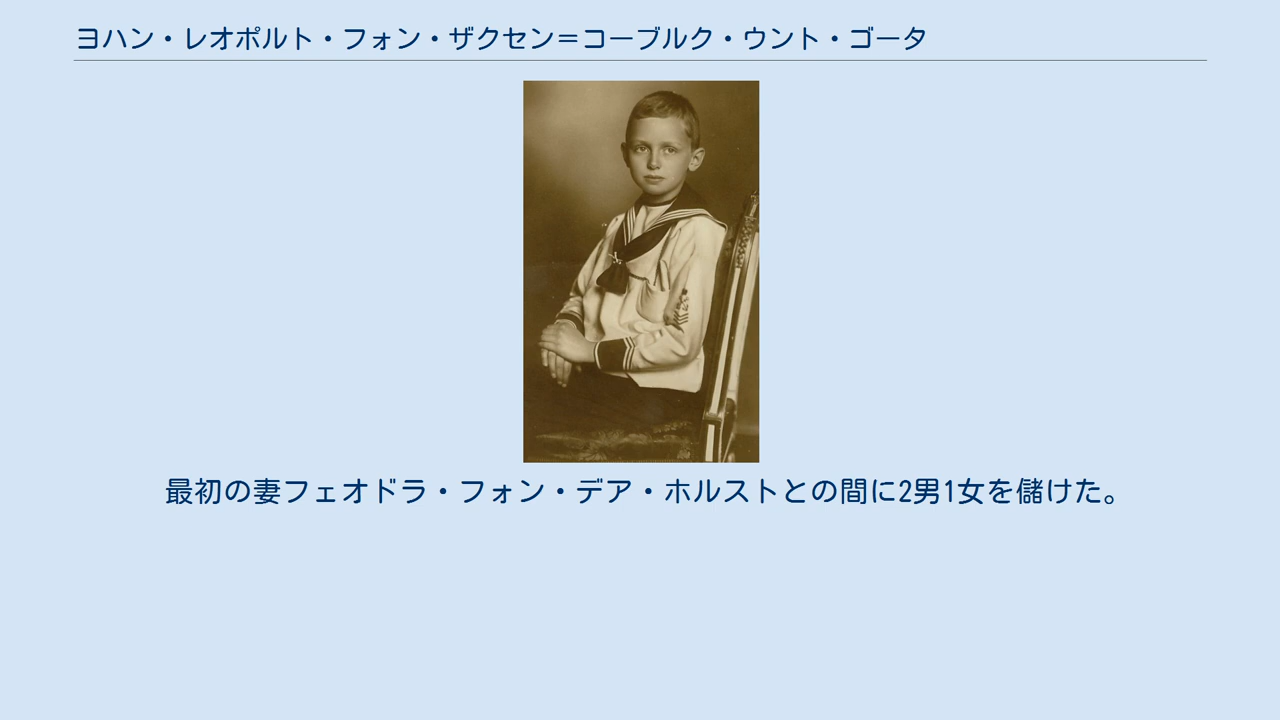 ヨハン・レオポルト・フォン・ザクセン=コーブルク・ウント・ゴータ
最初の妻フェオドラ・フォン・デア・ホルストとの間に2男1女を儲けた。